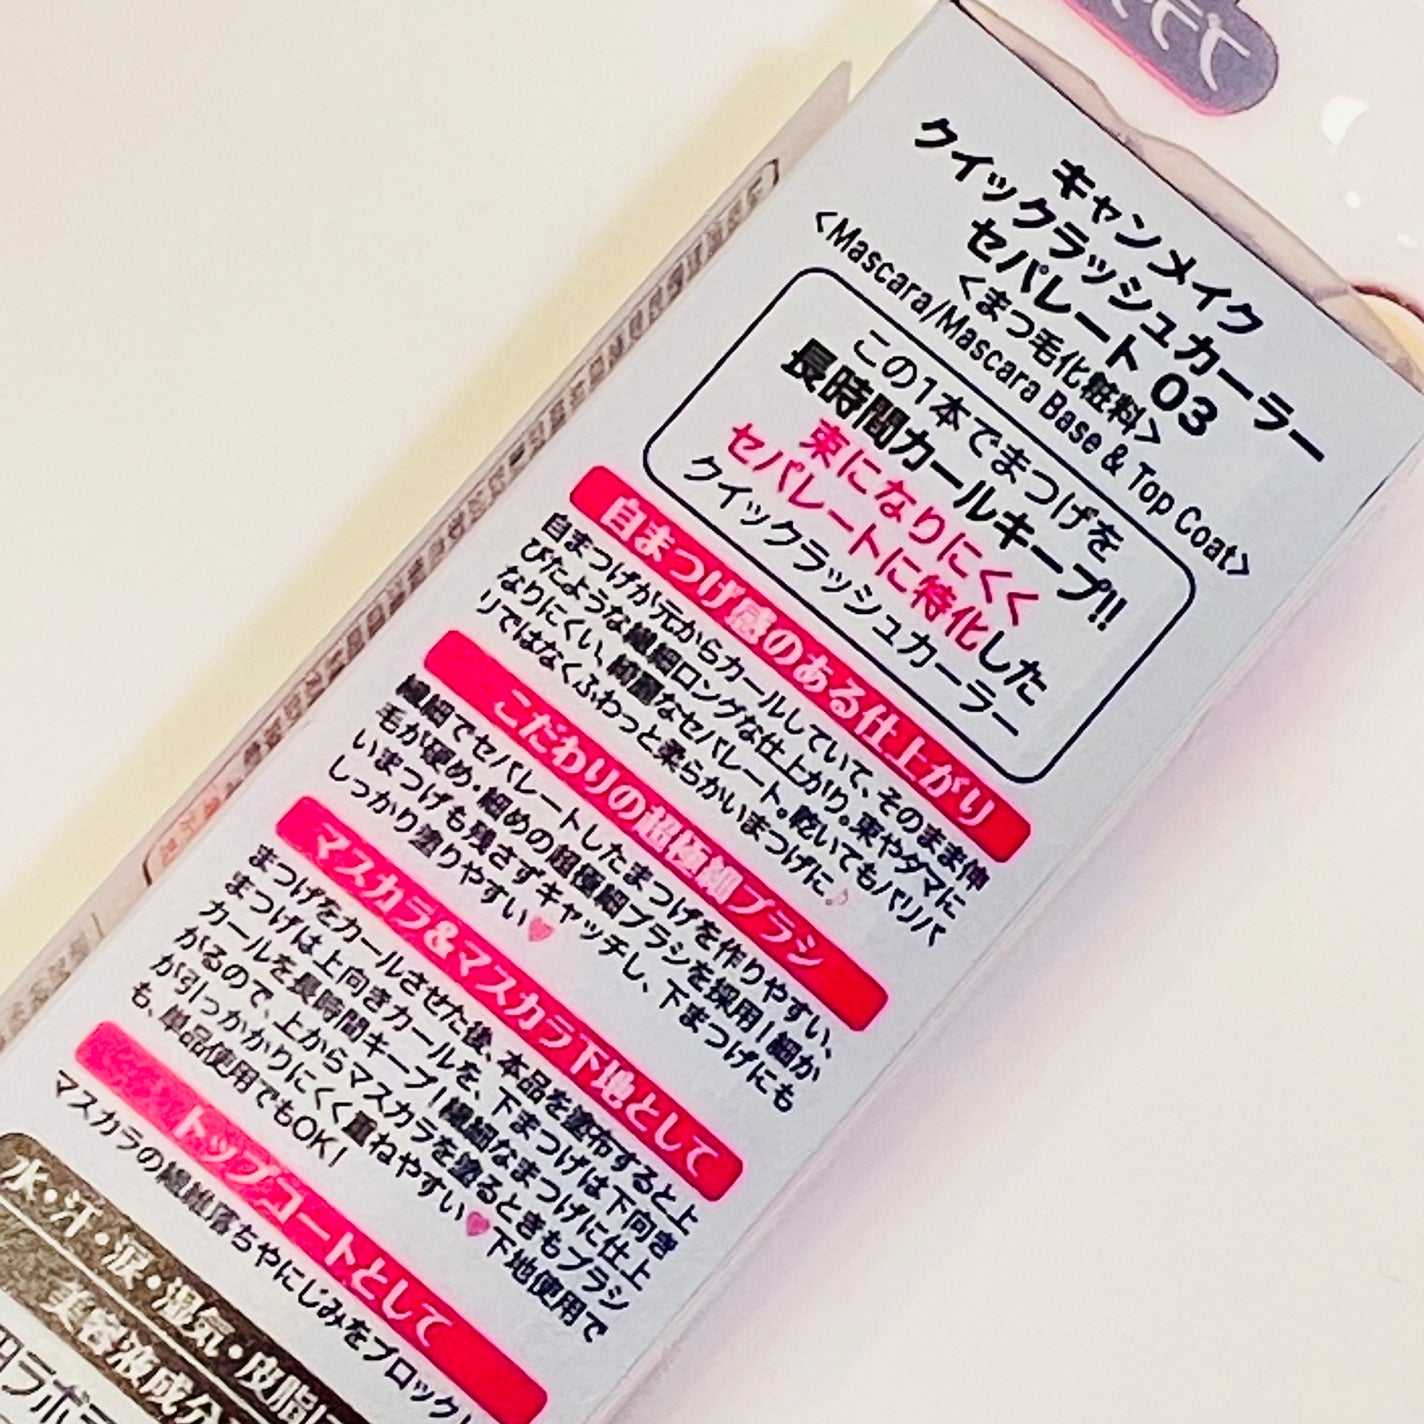 キャンメイク
クイックラッシュカーラー
セパレート 03
<まつ毛化粧料>
<Mascara/Mascara Base & Top Coat>
この1本でまつげを
長時間カールキープ!!
束になりにくく
セパレートに特化した
クイックラッシュカーラー
自まつげ感のある仕上がり
自まつげが元からカールしていて、そのまま伸
びたような繊細ロングな仕上がり。束やダマに
なりにくい、綺麗なセパレート。乾いてもパリパ
リではなくふわっと柔らかいまつげに♪
こだわりの超極細ブラシ
繊細でセパレートしたまつげを作りやすい、
毛が硬め・細めの超極細ブラシを採用!細か
いまつげも残さずキャッチし、下まつげにも
しっかり塗りやすい♥
マスカラ&マスカラ下地として
まつげをカールさせた後、本品を塗布すると上
まつげは上向きカールを、下まつげは下向き
カールを長時間キープ!繊細なまつげに仕上
がるので、上からマスカラを塗るときもブラシ
が引っかかりにくく重ねやすい♥下地使用で
も、単品使用でもOK!
トップコートとして
マスカラの繊維落ちやにじみをブロック!
水・汗・涙・湿気・皮脂に
美容液成分